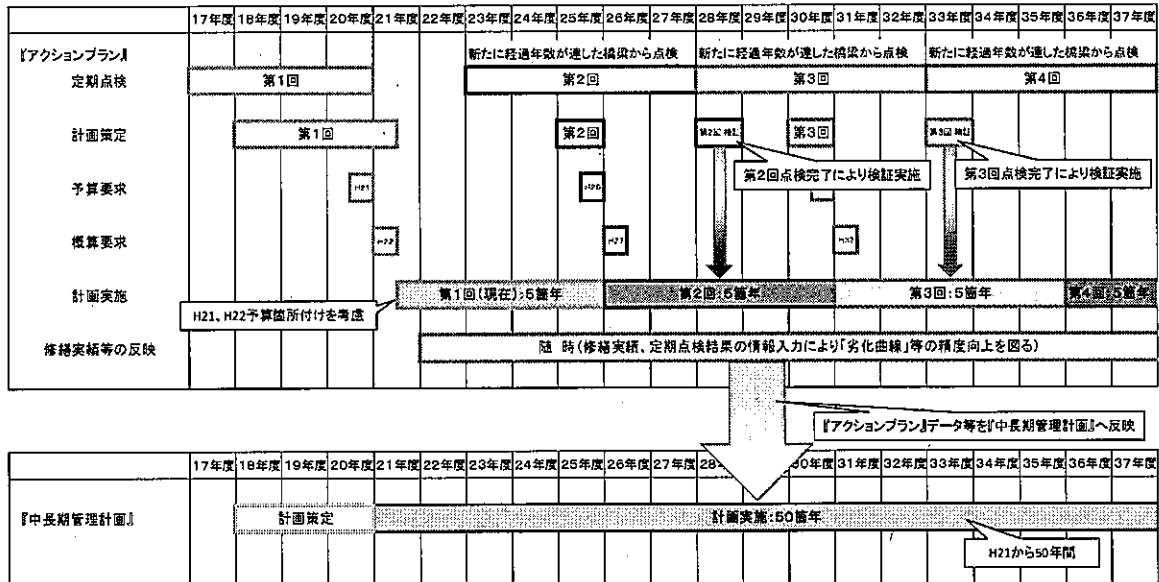 17年度 18年度 19年度 20年度 21年度 22年度 23年度 24年度 25年度 26年度 27年度 28年度 29年度 30年度 31年度 32年度 33年度 34年度 35年度 36年度 37年度
『アクションプラン』
新たに経過年数が達した橋梁から点検 新たに経過年数が達した橋梁から点検 新たに経過年数が達した橋梁から点検
定期点検 第1回 第2回 第3回 第4回
計画策定 第1回 第2回 第2回 検証 第3回 第3回 検証
第2回点検完了により検証実施 第3回点検完了により検証実施
予算要求 H21 H26
概算要求 H22 H27
計画実施 第1回(現在):5箇年 第2回:5箇年 第3回:5箇年 第4回:5箇年
H21、H22予算箇所付けを考慮
修繕実績等の反映 随 時(修繕実績、定期点検結果の情報入力により「劣化曲線」等の精度向上を図る)
『アクションプラン』データ等を『中長期管理計画』へ反映
17年度 18年度 19年度 20年度 21年度 22年度 23年度 24年度 25年度 26年度 27年度 28 30年度 31年度 32年度 33年度 34年度 35年度 36年度 37年度
『中長期管理計画』 計画策定 計画実施:50箇年
H21から50年間